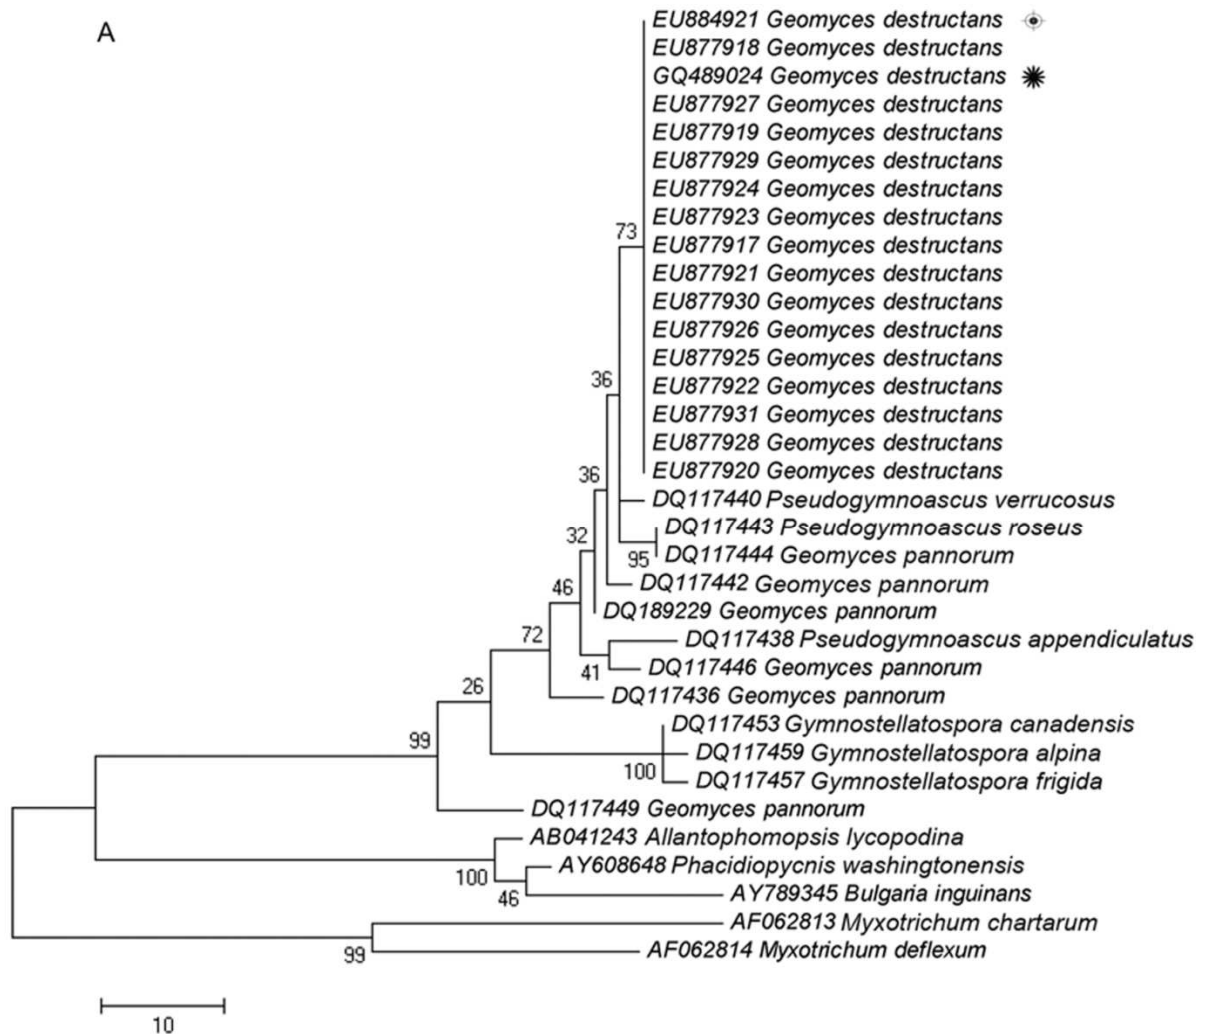 A
EU884921 Geomyces destructans
EU877918 Geomyces destructans
GQ489024 Geomyces destructans
EU877927 Geomyces destructans
EU877919 Geomyces destructans
EU877929 Geomyces destructans
EU877924 Geomyces destructans
EU877923 Geomyces destructans
73
EU877917 Geomyces destructans
EU877921 Geomyces destructans
EU877930 Geomyces destructans
EU877926 Geomyces destructans
EU877925 Geomyces destructans
36
EU877922 Geomyces destructans
EU877931 Geomyces destructans
EU877928 Geomyces destructans
36
EU877920 Geomyces destructans
DQ117440 Pseudogymnoascus verrucosus
32
DQ117443 Pseudogymnoascus roseus
95
DQ117444 Geomyces pannorum
46
DQ117442 Geomyces pannorum
DQ189229 Geomyces pannorum
72
DQ117438 Pseudogymnoascus appendiculatus
41
DQ117446 Geomyces pannorum
26
DQ117436 Geomyces pannorum
99
DQ117453 Gymnostellatospora canadensis
DQ117459 Gymnostellatospora alpina
100
DQ117457 Gymnostellatospora frigida
DQ117449 Geomyces pannorum
AB041243 Allantophomopsis lycopodina
AY608648 Phacidiopycnis washingtonensis
100
46
AY789345 Bulgaria inguinans
AF062813 Myxotrichum chartarum
99
AF062814 Myxotrichum deflexum
10